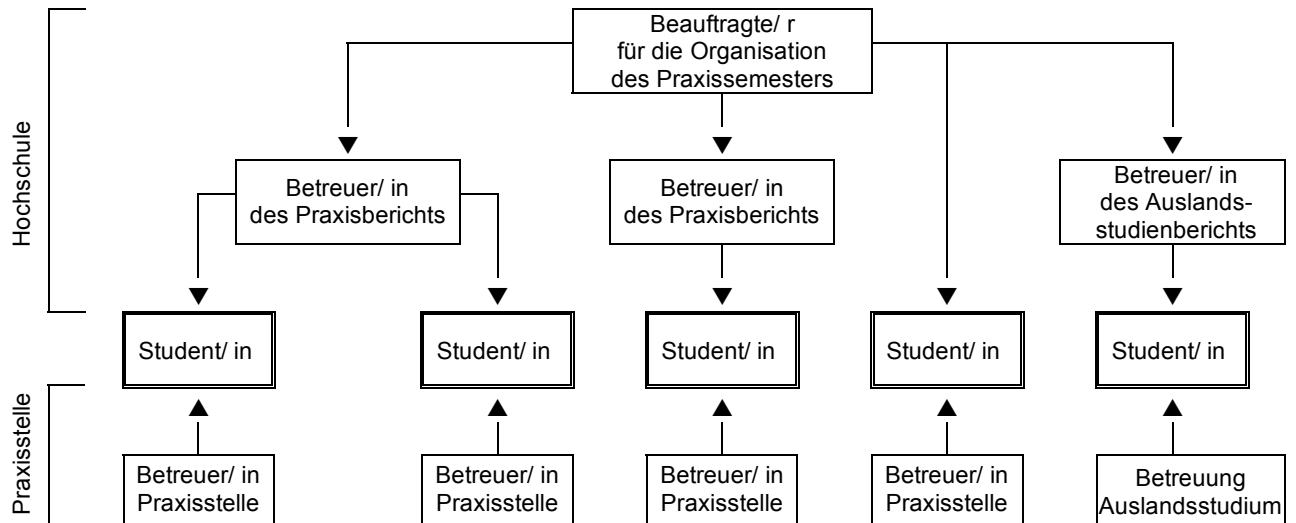 Beauftragte/ r
für die Organisation
des Praxissemesters
Hochschule
Betreuer/ in
des Praxisberichts
Betreuer/ in
des Praxisberichts
Betreuer/ in
des Auslands-
studienberichts
Student/ in
Student/ in
Student/ in
Student/ in
Student/ in
Praxisstelle
Betreuer/ in
Praxisstelle
Betreuer/ in
Praxisstelle
Betreuer/ in
Praxisstelle
Betreuer/ in
Praxisstelle
Betreuung
Auslandsstudium